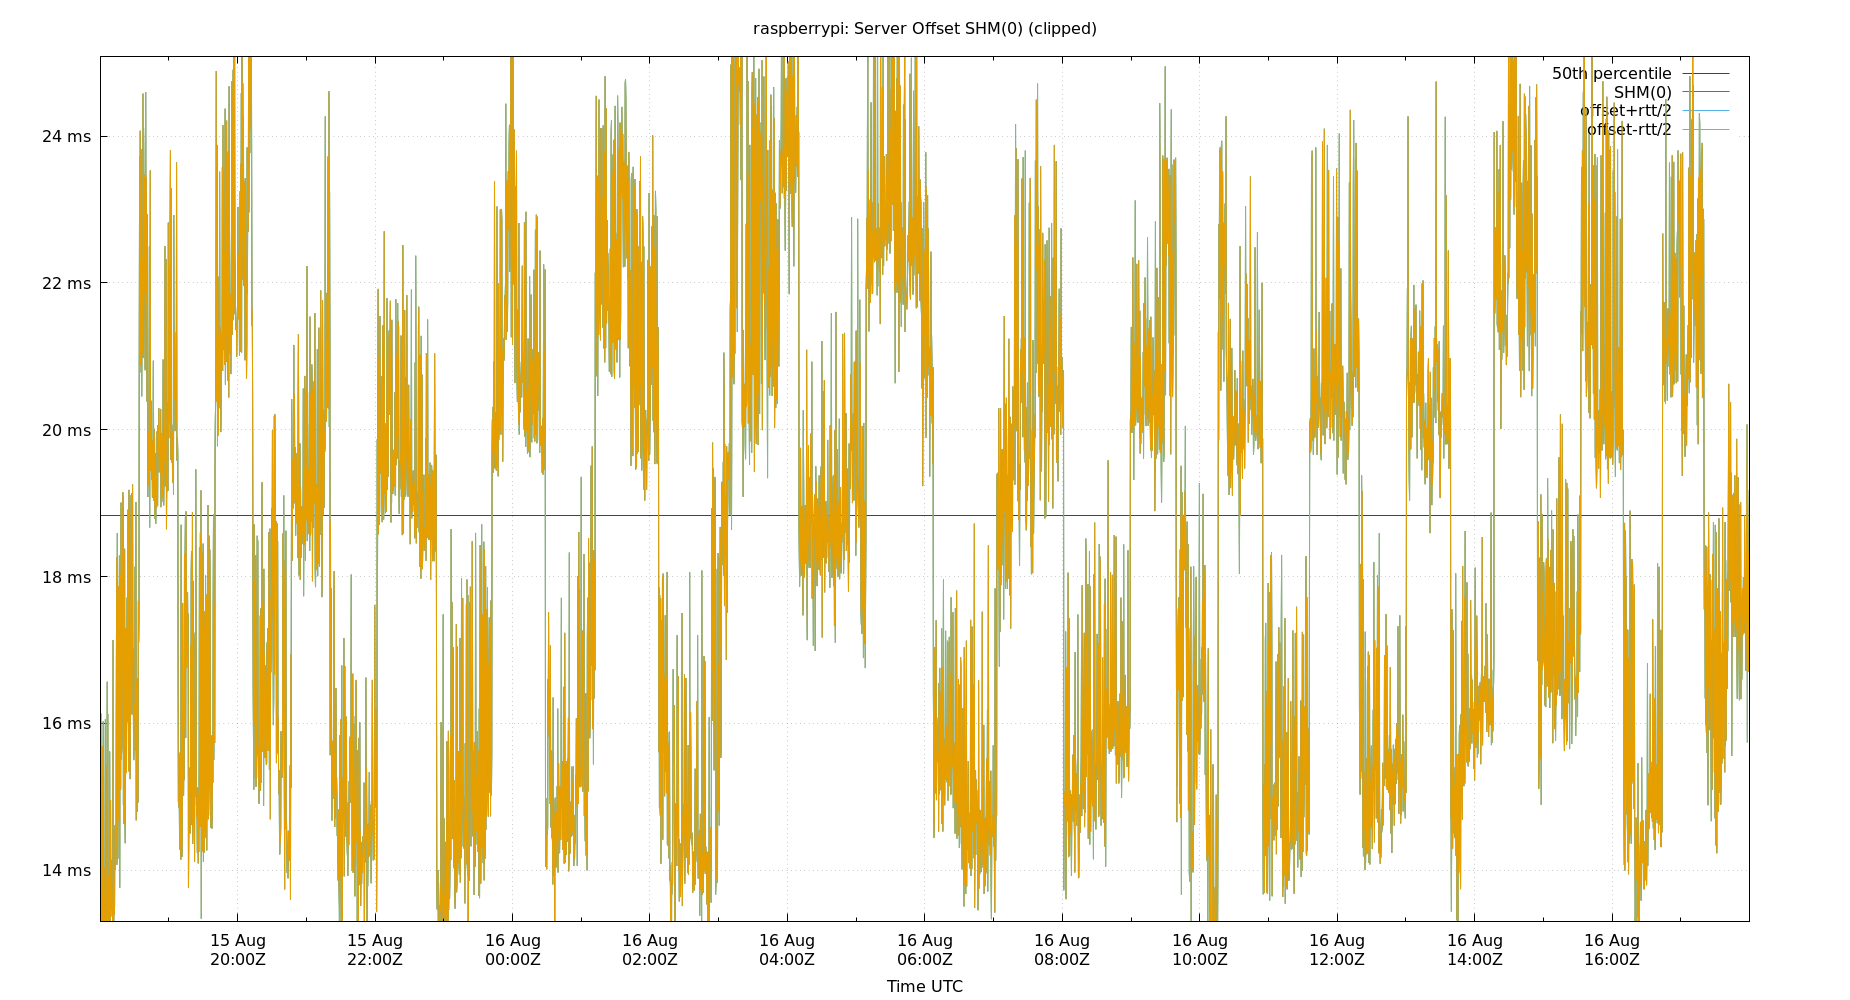 raspberrypi: Server Offset SHM(0) (clipped)
50th percentile
SHM(0)
offset+rtt/2
offset-rtt/2
24 ms
22 ms
20 ms
18 ms
16 ms
14 ms
15 Aug 15 Aug 16 Aug 16 Aug 16 Aug 16 Aug 16 Aug 16 Aug 16 Aug 16 Aug 16 Aug
20:00Z 22:00Z 00:00Z 02:00Z 04:00Z 06:00Z 08:00Z 10:00Z 12:00Z 14:00Z 16:00Z
Time UTC